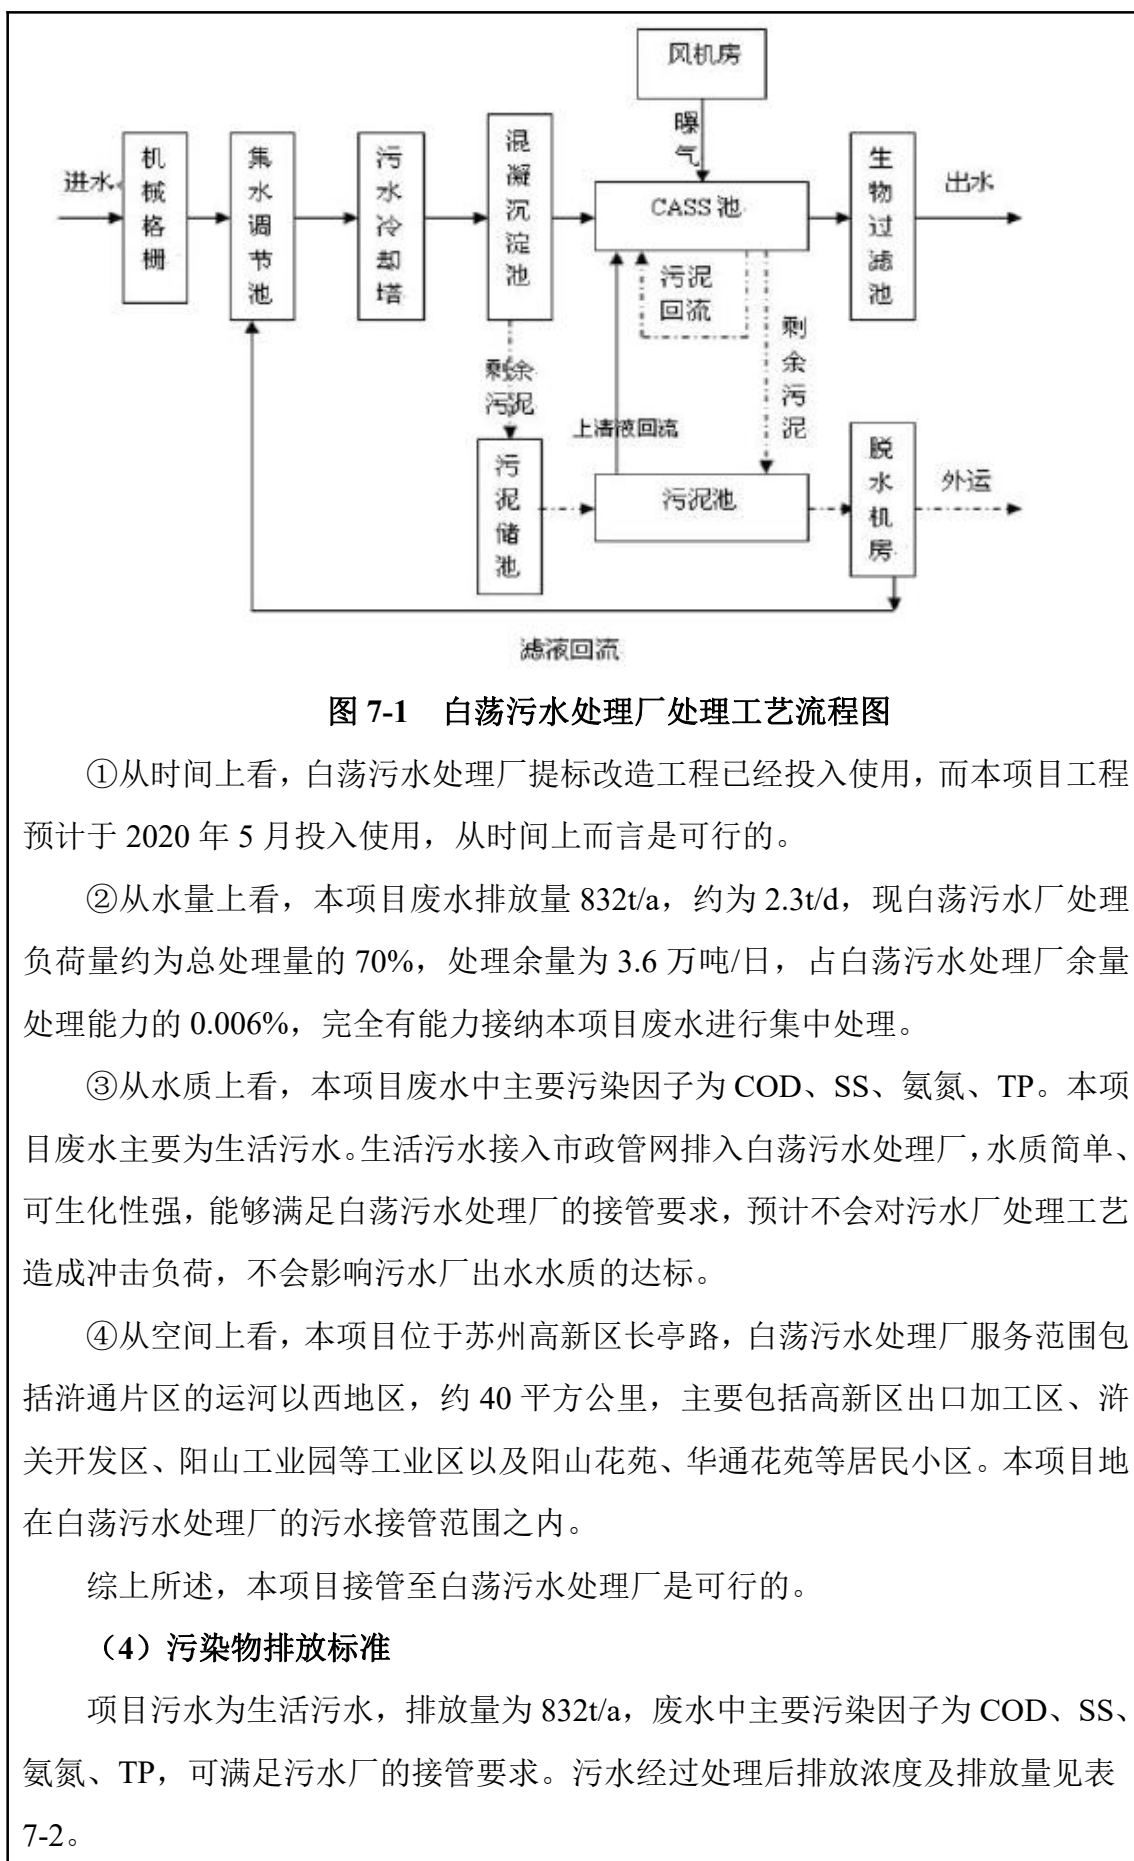 风机房
曝气
进水
机械格栅
集水调节池
污水冷却塔
混凝沉淀池
CASS 池
生物过滤池
出水
污泥
回流
剩余污泥
剩余
污泥
上清液回流
污泥储池
污泥池
脱水机房
外运
滤液回流
图 7-1 白荡污水处理厂处理工艺流程图
①从时间上看，白荡污水处理厂提标改造工程已经投入使用，而本项目工程
预计于 2020 年 5 月投入使用，从时间上而言是可行的。
②从水量上看，本项目废水排放量 832t/a，约为 2.3t/d，现白荡污水厂处理
负荷量约为总处理量的 70%，处理余量为 3.6 万吨/日，占白荡污水处理厂余量
处理能力的 0.006%，完全有能力接纳本项目废水进行集中处理。
③从水质上看，本项目废水中主要污染因子为 COD、SS、氨氮、TP。本项
目废水主要为生活污水。生活污水接入市政管网排入白荡污水处理厂，水质简单、
可生化性强，能够满足白荡污水处理厂的接管要求，预计不会对污水厂处理工艺
造成冲击负荷，不会影响污水厂出水水质的达标。
④从空间上看，本项目位于苏州高新区长亭路，白荡污水处理厂服务范围包
括浒通片区的运河以西地区，约 40 平方公里，主要包括高新区出口加工区、浒
关开发区、阳山工业园等工业区以及阳山花苑、华通花苑等居民小区。本项目地
在白荡污水处理厂的污水接管范围之内。
综上所述，本项目接管至白荡污水处理厂是可行的。
（4）污染物排放标准
项目污水为生活污水，排放量为 832t/a，废水中主要污染因子为 COD、SS、
氨氮、TP，可满足污水厂的接管要求。污水经过处理后排放浓度及排放量见表
7-2。